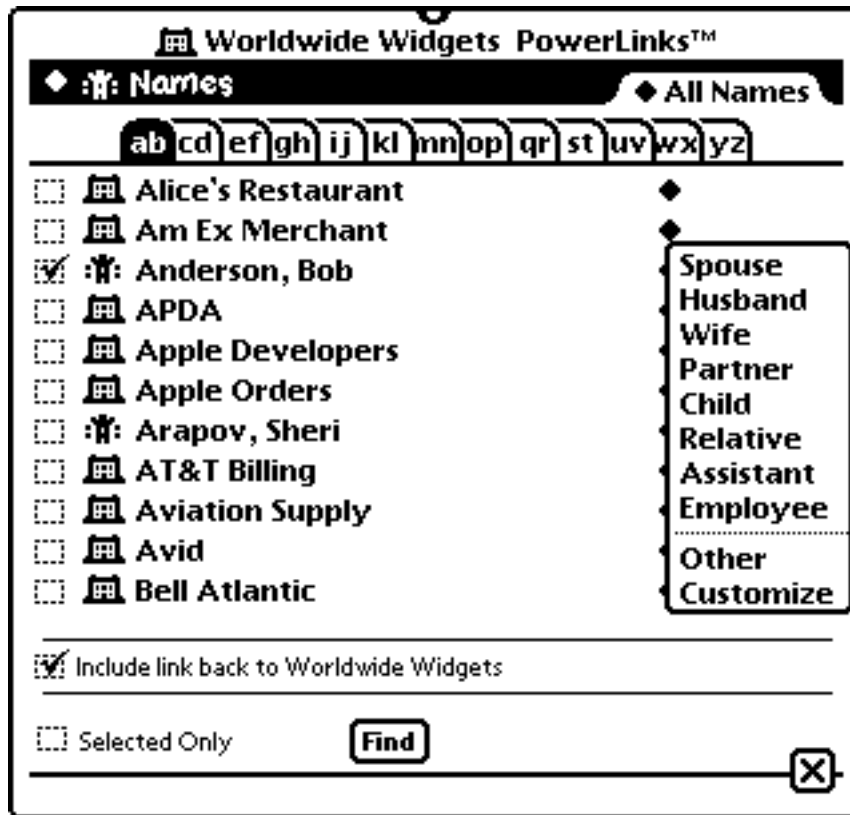 Worldwide Widgets PowerLinks™
Names
All Names
ab cd ef gh ij kl mn op qr st uv wx yz
Alice's Restaurant
Am Ex Merchant
Anderson, Bob
APDA
Apple Developers
Apple Orders
Arapov, Sheri
AT&T Billing
Aviation Supply
Avid
Bell Atlantic
Spouse
Husband
Wife
Partner
Child
Relative
Assistant
Employee
Other
Customize
Include link back to Worldwide Widgets
Selected Only
Find